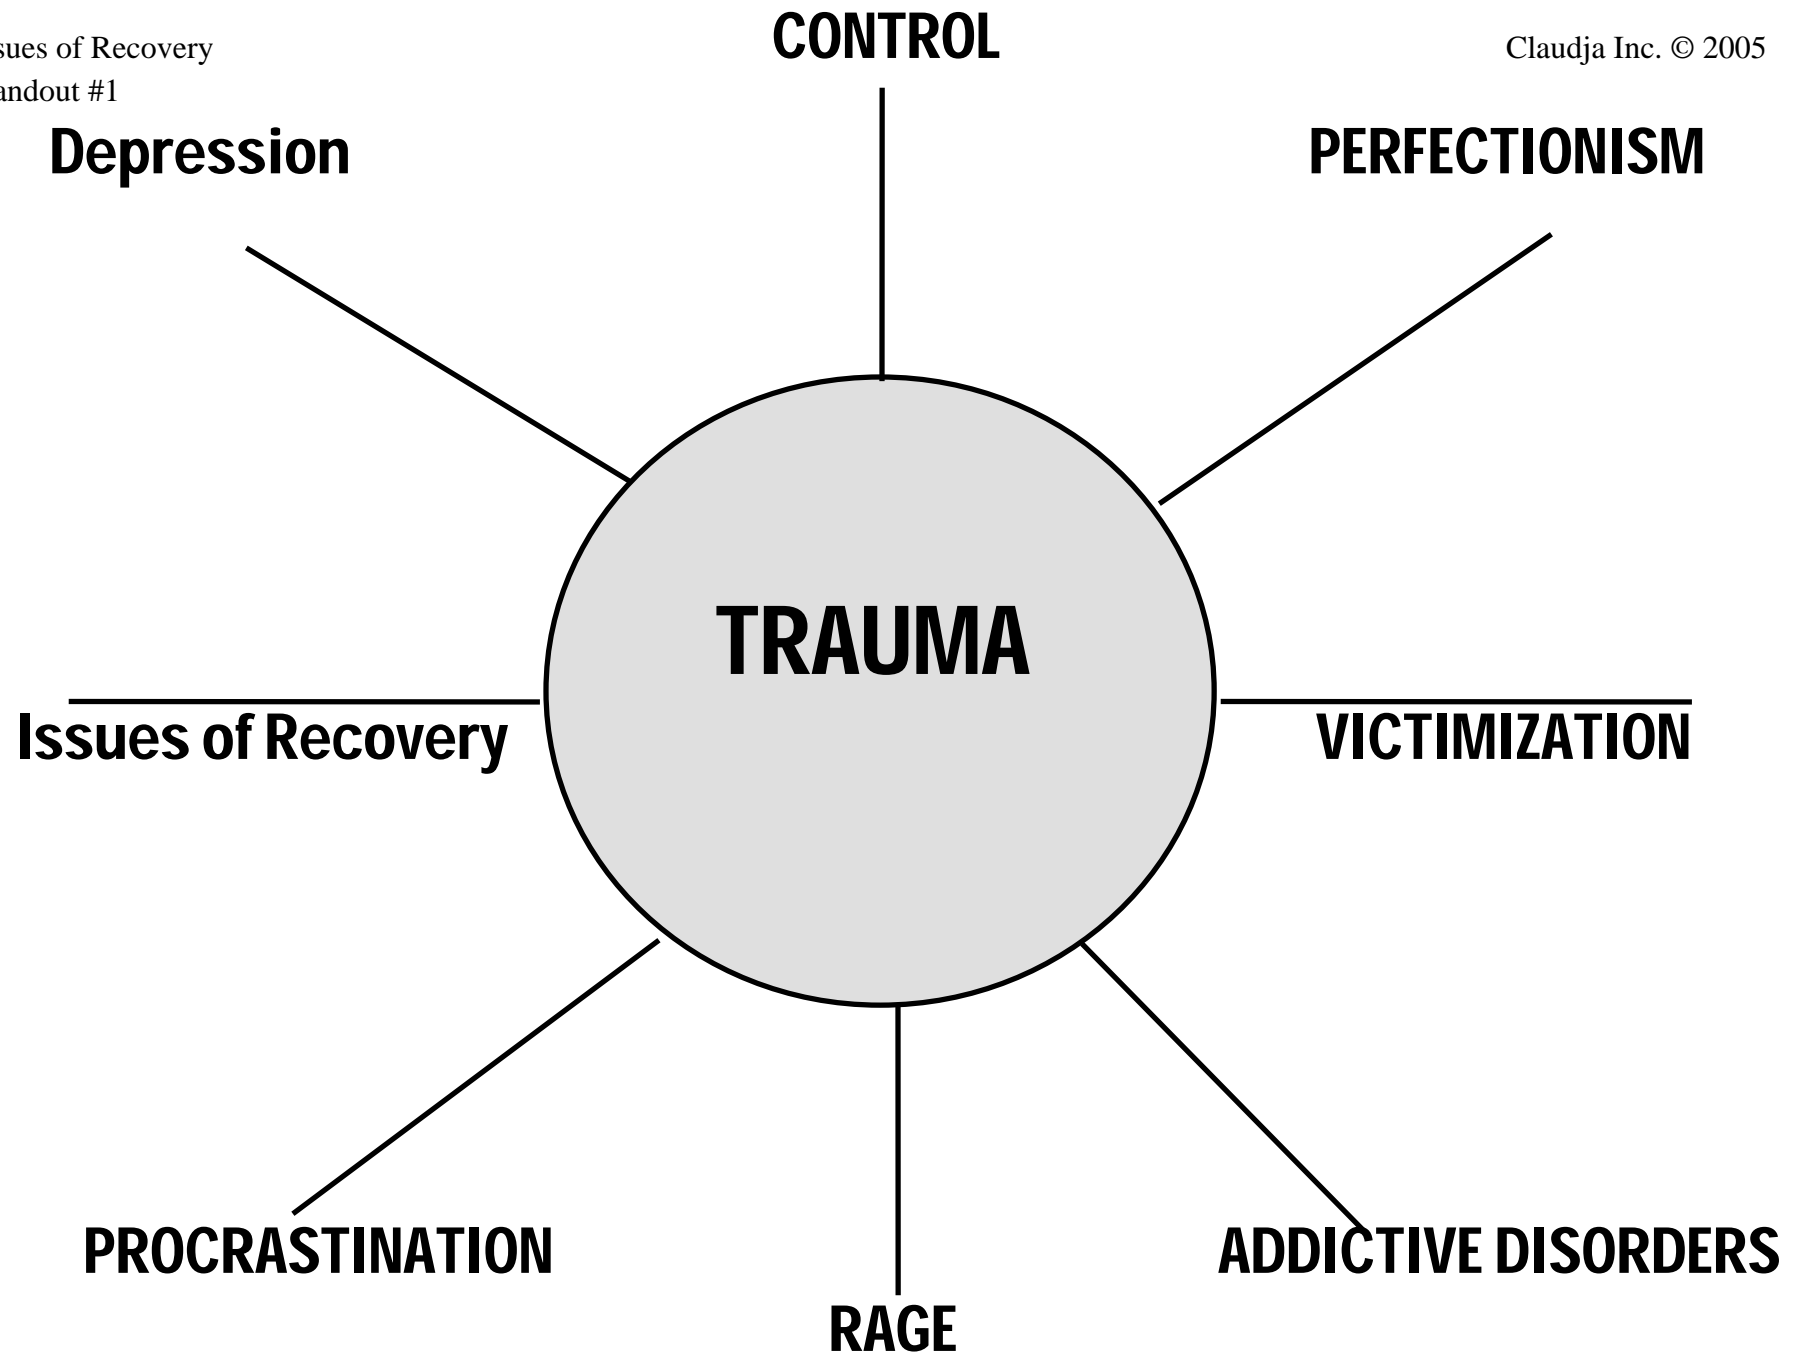 sues of Recovery
andout #1
Claudja Inc. © 2005
CONTROL
Depression
PERFECTIONISM
TRAUMA
Issues of Recovery
VICTIMIZATION
PROCRASTINATION
ADDICTIVE DISORDERS
RAGE